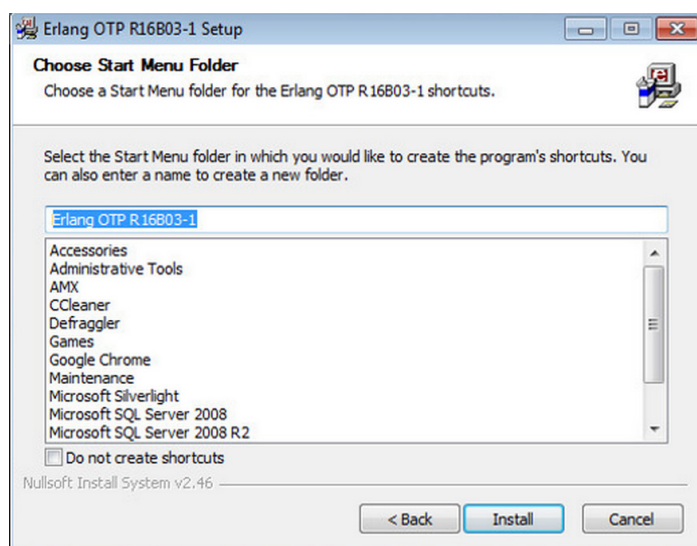 Erlang OTP R16B03-1 Setup
Choose Start Menu Folder
Choose a Start Menu folder for the Erlang OTP R16B03-1 shortcuts.
Select the Start Menu folder in which you would like to create the program's shortcuts. You
can also enter a name to create a new folder.
Erlang OTP R16B03-1
Accessories
Administrative Tools
AMX
CCleaner
Defraggler
Games
Google Chrome
Maintenance
Microsoft Silverlight
Microsoft SQL Server 2008
Microsoft SQL Server 2008 R2
Do not create shortcuts
Nullsoft Install System v2.46
< Back Install Cancel